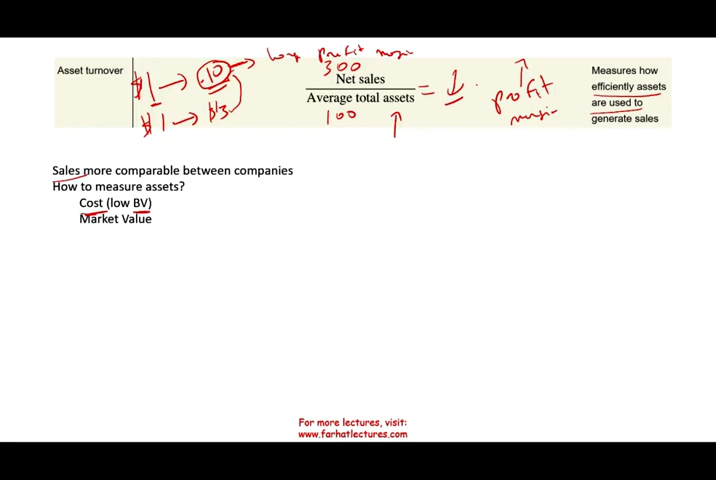 Asset turnover
$1 → .10 → low profit margin
$1 → $3
300
Net sales
Average total assets
100
=
profit
margin
Measures how
efficiently assets
are used to
generate sales
Sales more comparable between companies
How to measure assets?
Cost (low BV)
Market Value
For more lectures, visit:
www.farhatlectures.com